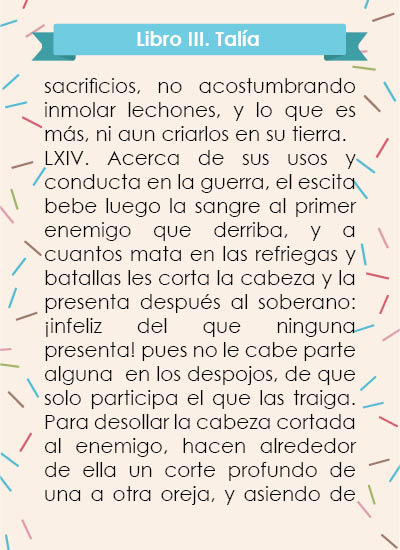 Libro III. Talía
sacrificios, no acostumbrando
inmolar lechones, y lo que es
más, ni aun criarlos en su tierra.
LXIV. Acerca de sus usos y
conducta en la guerra, el escita
bebe luego la sangre al primer
enemigo que derriba, y a
cuantos mata en las refriegas y
batallas les corta la cabeza y la
presenta después al soberano:
¡infeliz del que ninguna
presenta! pues no le cabe parte
alguna en los despojos, de que
solo participa el que las traiga.
Para desollar la cabeza cortada
al enemigo, hacen alrededor
de ella un corte profundo de
una a otra oreja, y asiendo de